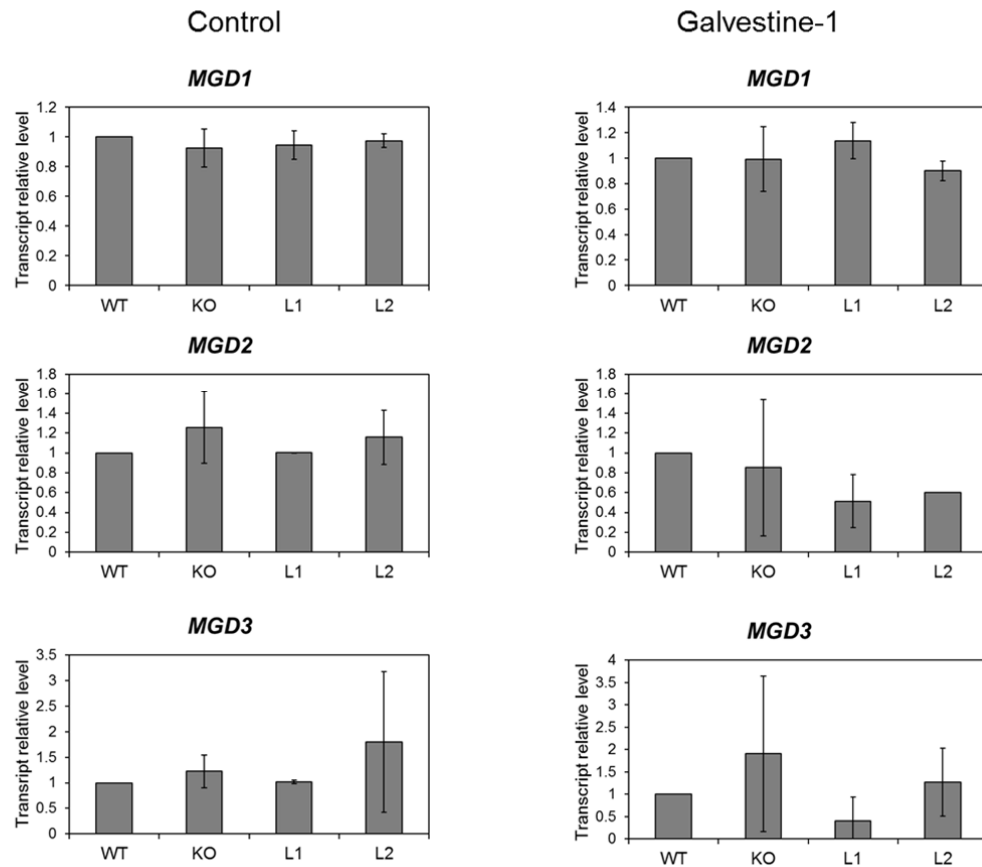 Control
Galvestine-1
MGD1
Transcript relative level
1.2
1
0.8
0.6
0.4
0.2
0
WT KO L1 L2
MGD1
Transcript relative level
1.4
1.2
1
0.8
0.6
0.4
0.2
0
WT KO L1 L2
MGD2
Transcript relative level
1.8
1.6
1.4
1.2
1
0.8
0.6
0.4
0.2
0
WT KO L1 L2
MGD2
Transcript relative level
1.8
1.6
1.4
1.2
1
0.8
0.6
0.4
0.2
0
WT KO L1 L2
MGD3
Transcript relative level
3.5
3
2.5
2
1.5
1
0.5
0
WT KO L1 L2
MGD3
Transcript relative level
4
3.5
3
2.5
2
1.5
1
0.5
0
WT KO L1 L2